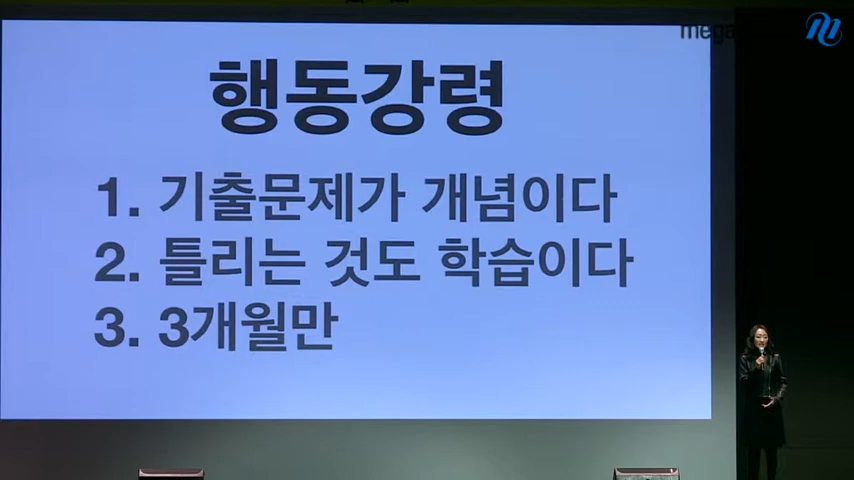 mega
행동강령
1. 기출문제가 개념이다
2. 틀리는 것도 학습이다
3. 3개월만